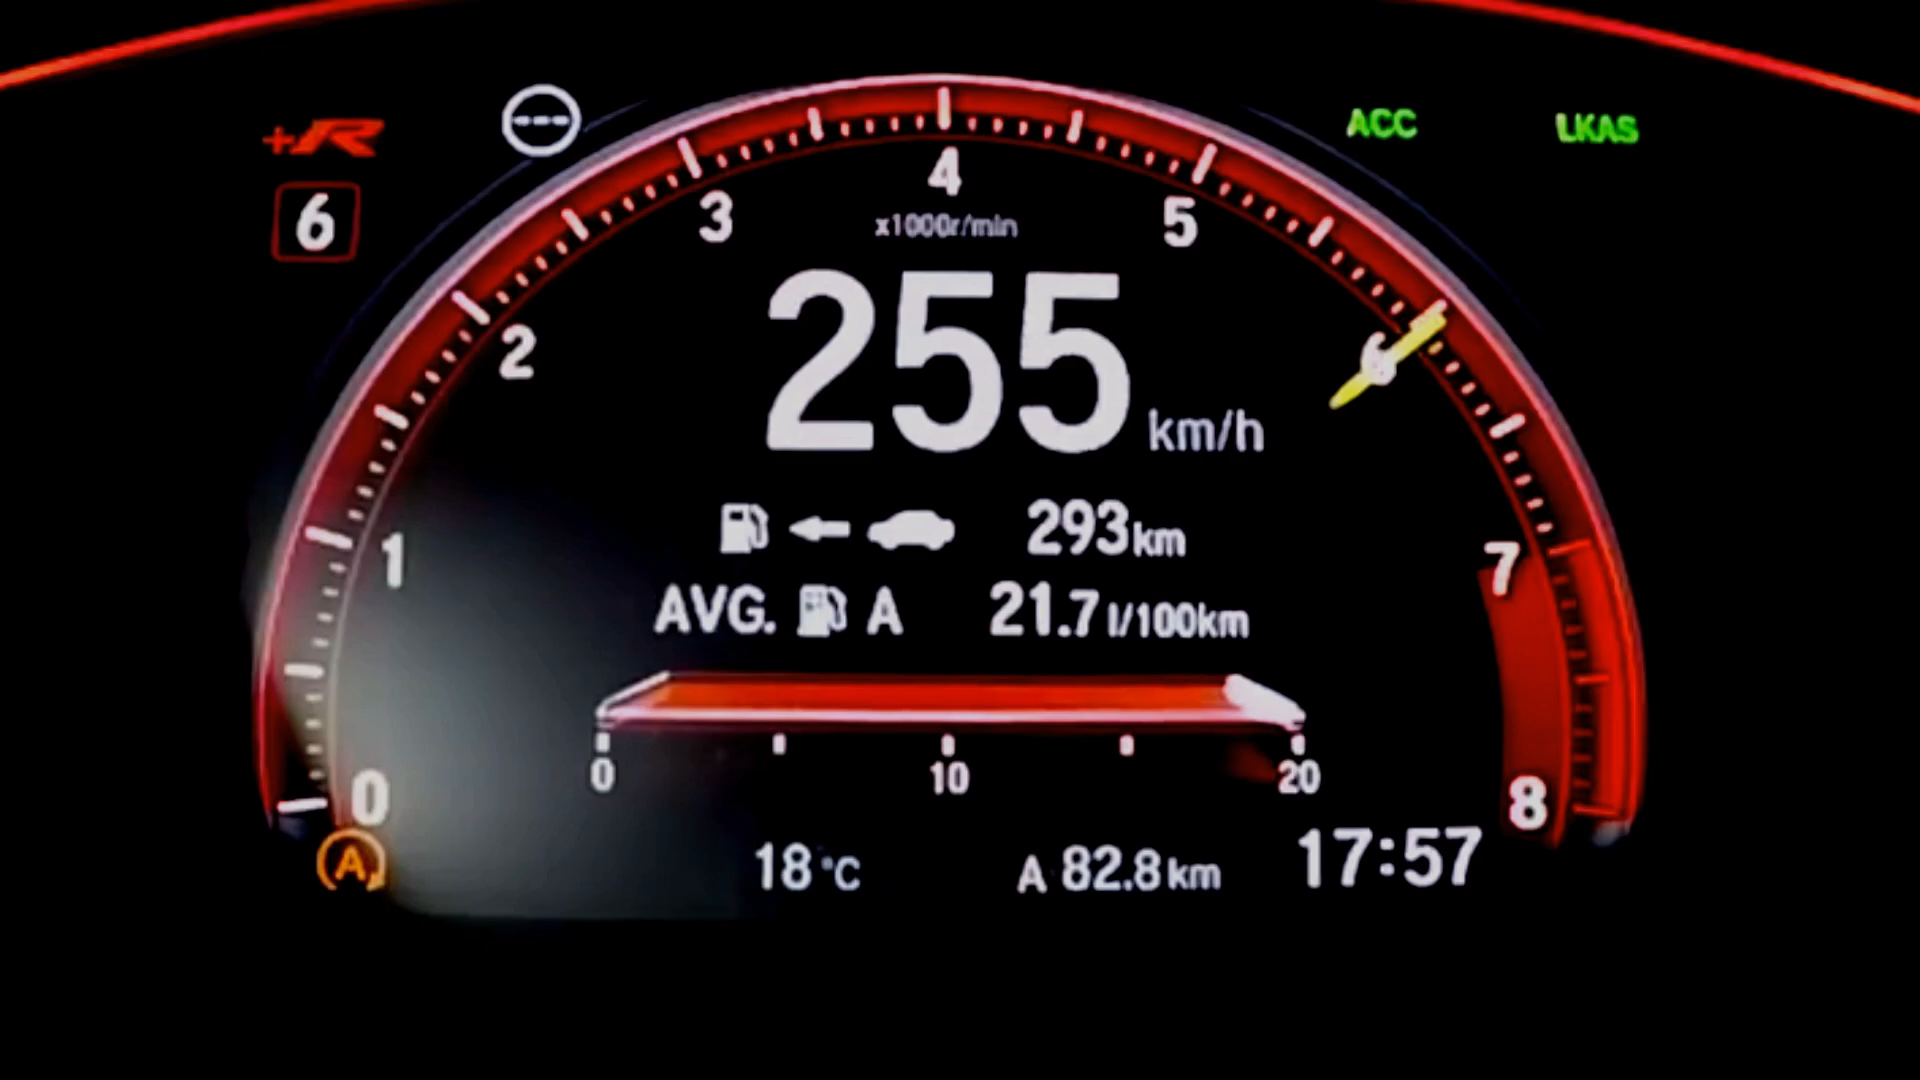 +R
6
ACC
LKAS
0
1
2
3
4
5
6
7
8
x1000r/min
255 km/h
293km
AVG. A 21.7 l/100km
0 10 20
A
18°C A 82.8km 17:57